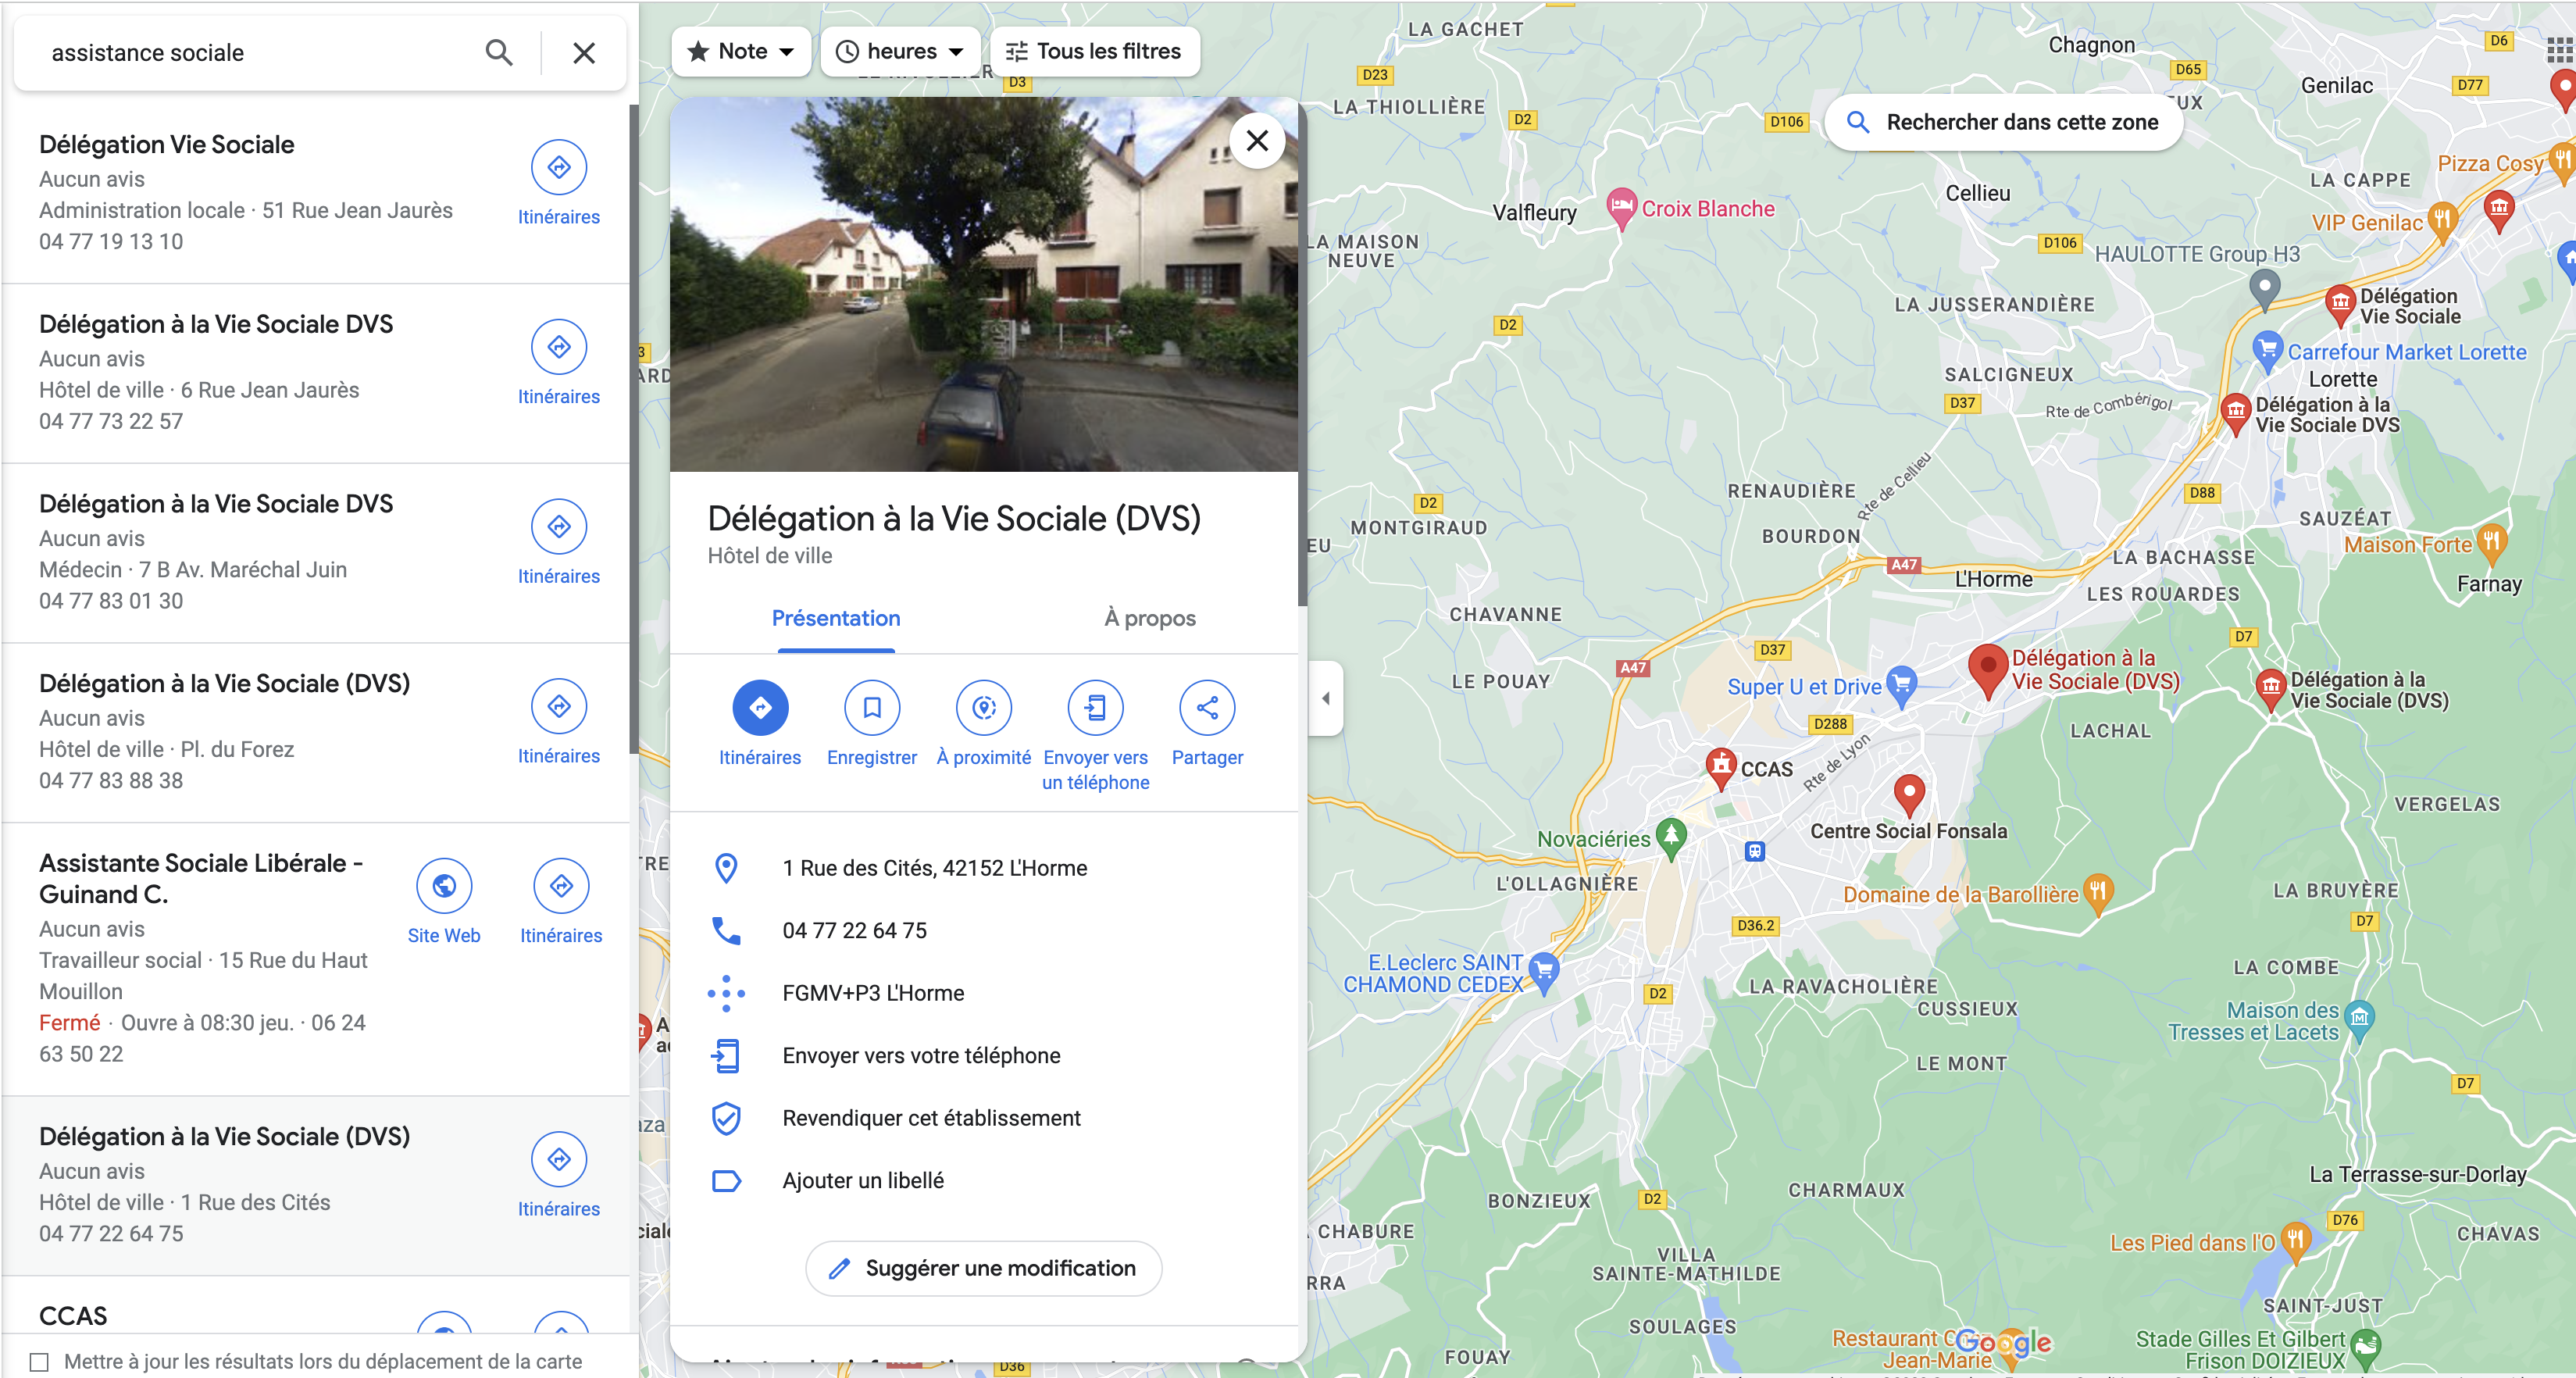 assistance sociale
Délégation Vie Sociale
Aucun avis
Administration locale · 51 Rue Jean Jaurès
04 77 19 13 10
Itinéraires
Délégation à la Vie Sociale DVS
Aucun avis
Hôtel de ville · 6 Rue Jean Jaurès
04 77 73 22 57
Itinéraires
Délégation à la Vie Sociale DVS
Aucun avis
Médecin · 7 B Av. Maréchal Juin
04 77 83 01 30
Itinéraires
Délégation à la Vie Sociale (DVS)
Aucun avis
Hôtel de ville · Pl. du Forez
04 77 83 88 38
Itinéraires
Assistante Sociale Libérale -
Guinand C.
Aucun avis
Travailleur social · 15 Rue du Haut
Mouillon
Fermé · Ouvre à 08:30 jeu. · 06 24
63 50 22
Site Web
Itinéraires
Délégation à la Vie Sociale (DVS)
Aucun avis
Hôtel de ville · 1 Rue des Cités
04 77 22 64 75
Itinéraires
CCAS
Mettre à jour les résultats lors du déplacement de la carte
Note
heures
Tous les filtres
Délégation à la Vie Sociale (DVS)
Hôtel de ville
Présentation
À propos
Itinéraires
Enregistrer
À proximité
Envoyer vers
un téléphone
Partager
1 Rue des Cités, 42152 L'Horme
04 77 22 64 75
FGMV+P3 L'Horme
Envoyer vers votre téléphone
Revendiquer cet établissement
Ajouter un libellé
Suggérer une modification
Rechercher dans cette zone
LA GACHET
Chagnon
D6
D3
D23
D65
Genilac
D77
LA THIOLLIÈRE
D2
D106
UX
Pizza Cosy
LA CAPPE
Cellieu
Valfleury
Croix Blanche
VIP Genilac
LA MAISON
NEUVE
D106
HAULOTTE Group H3
LA JUSSERANDIÈRE
Délégation
Vie Sociale
D2
Carrefour Market Lorette
SALCIGNEUX
Lorette
D37
Rte de Combérigol
Délégation à la
Vie Sociale DVS
Rte de Cellieu
RENAUDIÈRE
D88
D2
MONTGIRAUD
BOURDON
SAUZÉAT
Maison Forte
LA BACHASSE
A47
L'Horme
Farnay
LES ROUARDES
CHAVANNE
D7
D37
A47
Délégation à la
Vie Sociale (DVS)
LE POUAY
Super U et Drive
Délégation à la
Vie Sociale (DVS)
D288
LACHAL
Rte de Lyon
CCAS
VERGELAS
Centre Social Fonsala
Novaciéries
L'OLLAGNIÈRE
Domaine de la Barollière
LA BRUYÈRE
D36.2
D7
E.Leclerc SAINT
CHAMOND CEDEX
LA COMBE
D2
LA RAVACHOLIÈRE
CUSSIEUX
Maison des
Tresses et Lacets
LE MONT
D7
La Terrasse-sur-Dorlay
CHARMAUX
BONZIEUX
D2
CHABURE
D76
CHAVAS
Les Pied dans l'O
VILLA
SAINTE-MATHILDE
RRA
SAINT-JUST
SOULAGES
Restaurant
Jean-Marie
Google
Stade Gilles Et Gilbert
Frison DOIZIEUX
FOUAY
D36